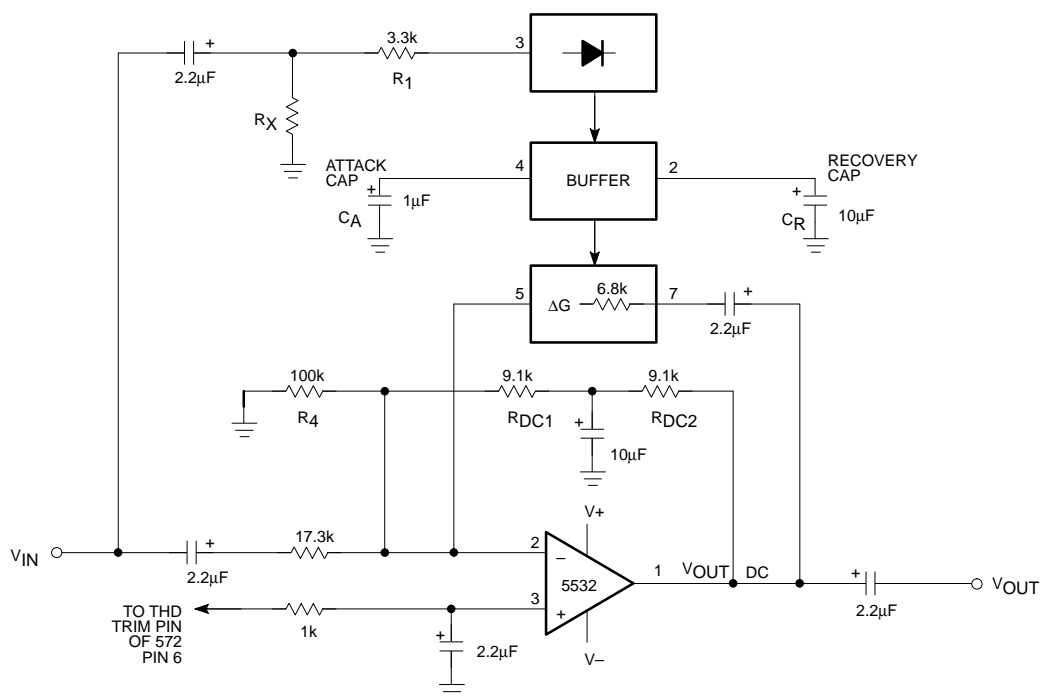 3.3k
3
+
2.2µF
R1
RX
ATTACK
CAP
4
BUFFER
2
RECOVERY
CAP
+
1µF
CA
+
10µF
CR
5
ΔG
6.8k
7
+
2.2µF
100k
R4
9.1k
RDC1
9.1k
RDC2
+
10µF
V+
VIN
+
2.2µF
17.3k
2
–
5532
1
VOUT DC
+
2.2µF
VOUT
3
+
TO THD
TRIM PIN
OF 572
PIN 6
1k
+
2.2µF
V–